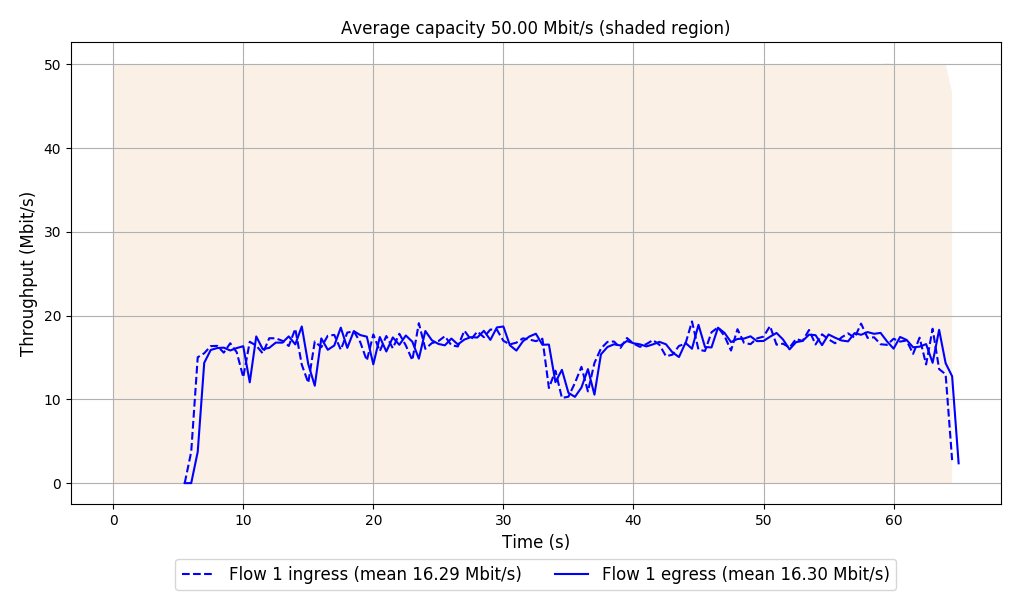 Average capacity 50.00 Mbit/s (shaded region)
Throughput (Mbit/s)
50
40
30
20
10
0
0 10 20 30 40 50 60
Time (s)
Flow 1 ingress (mean 16.29 Mbit/s) Flow 1 egress (mean 16.30 Mbit/s)